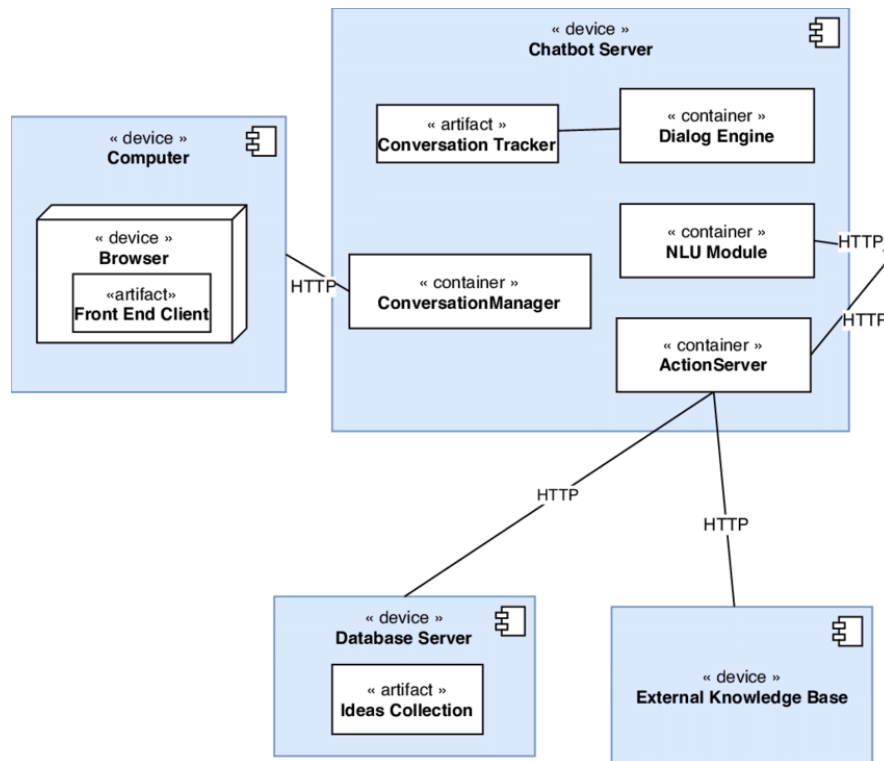 « device »
Chatbot Server
« artifact »
Conversation Tracker
« container »
Dialog Engine
« device »
Computer
« device »
Browser
«artifact»
Front End Client
HTTP
« container »
ConversationManager
« container »
NLU Module
HTTP
HTTP
« container »
ActionServer
HTTP
HTTP
« device »
Database Server
« artifact »
Ideas Collection
« device »
External Knowledge Base